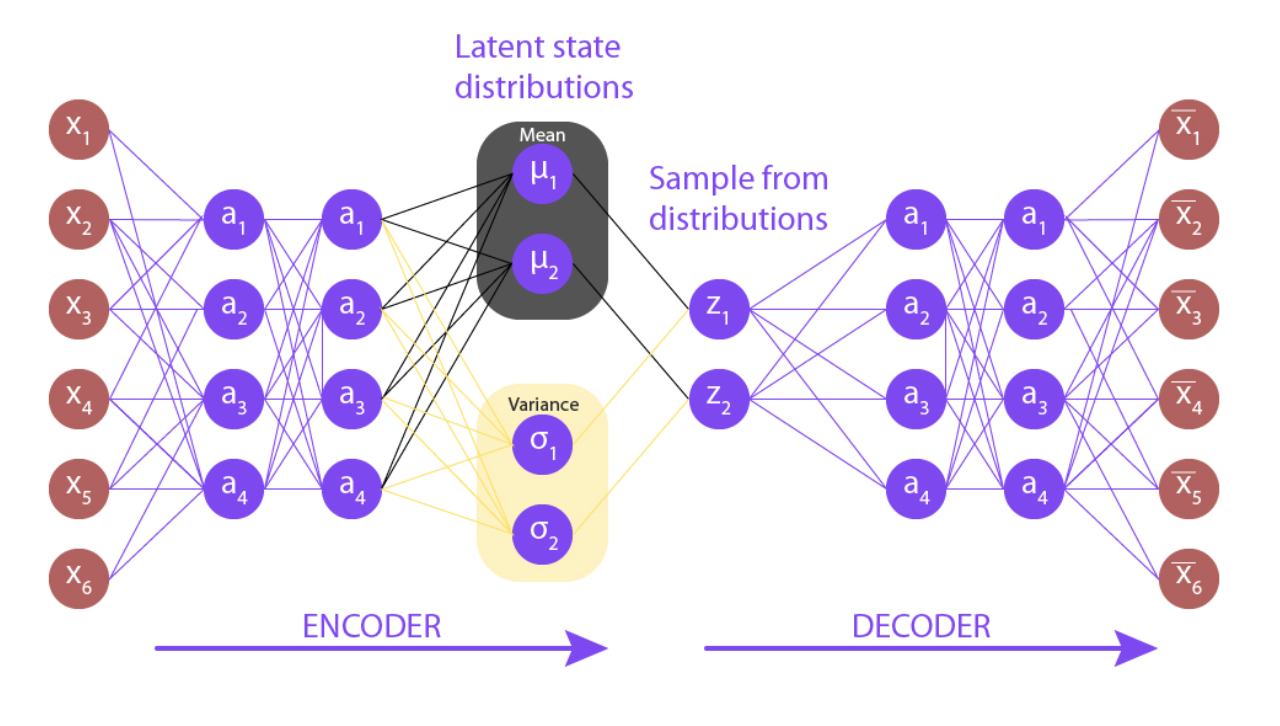 Latent state
distributions
Mean
Variance
Sample from
distributions
x₁
x₂
x₃
x₄
x₅
x₆
a₁
a₂
a₃
a₄
a₁
a₂
a₃
a₄
μ₁
μ₂
σ₁
σ₂
z₁
z₂
a₁
a₂
a₃
a₄
a₁
a₂
a₃
a₄
x̅₁
x̅₂
x̅₃
x̅₄
x̅₅
x̅₆
ENCODER
DECODER